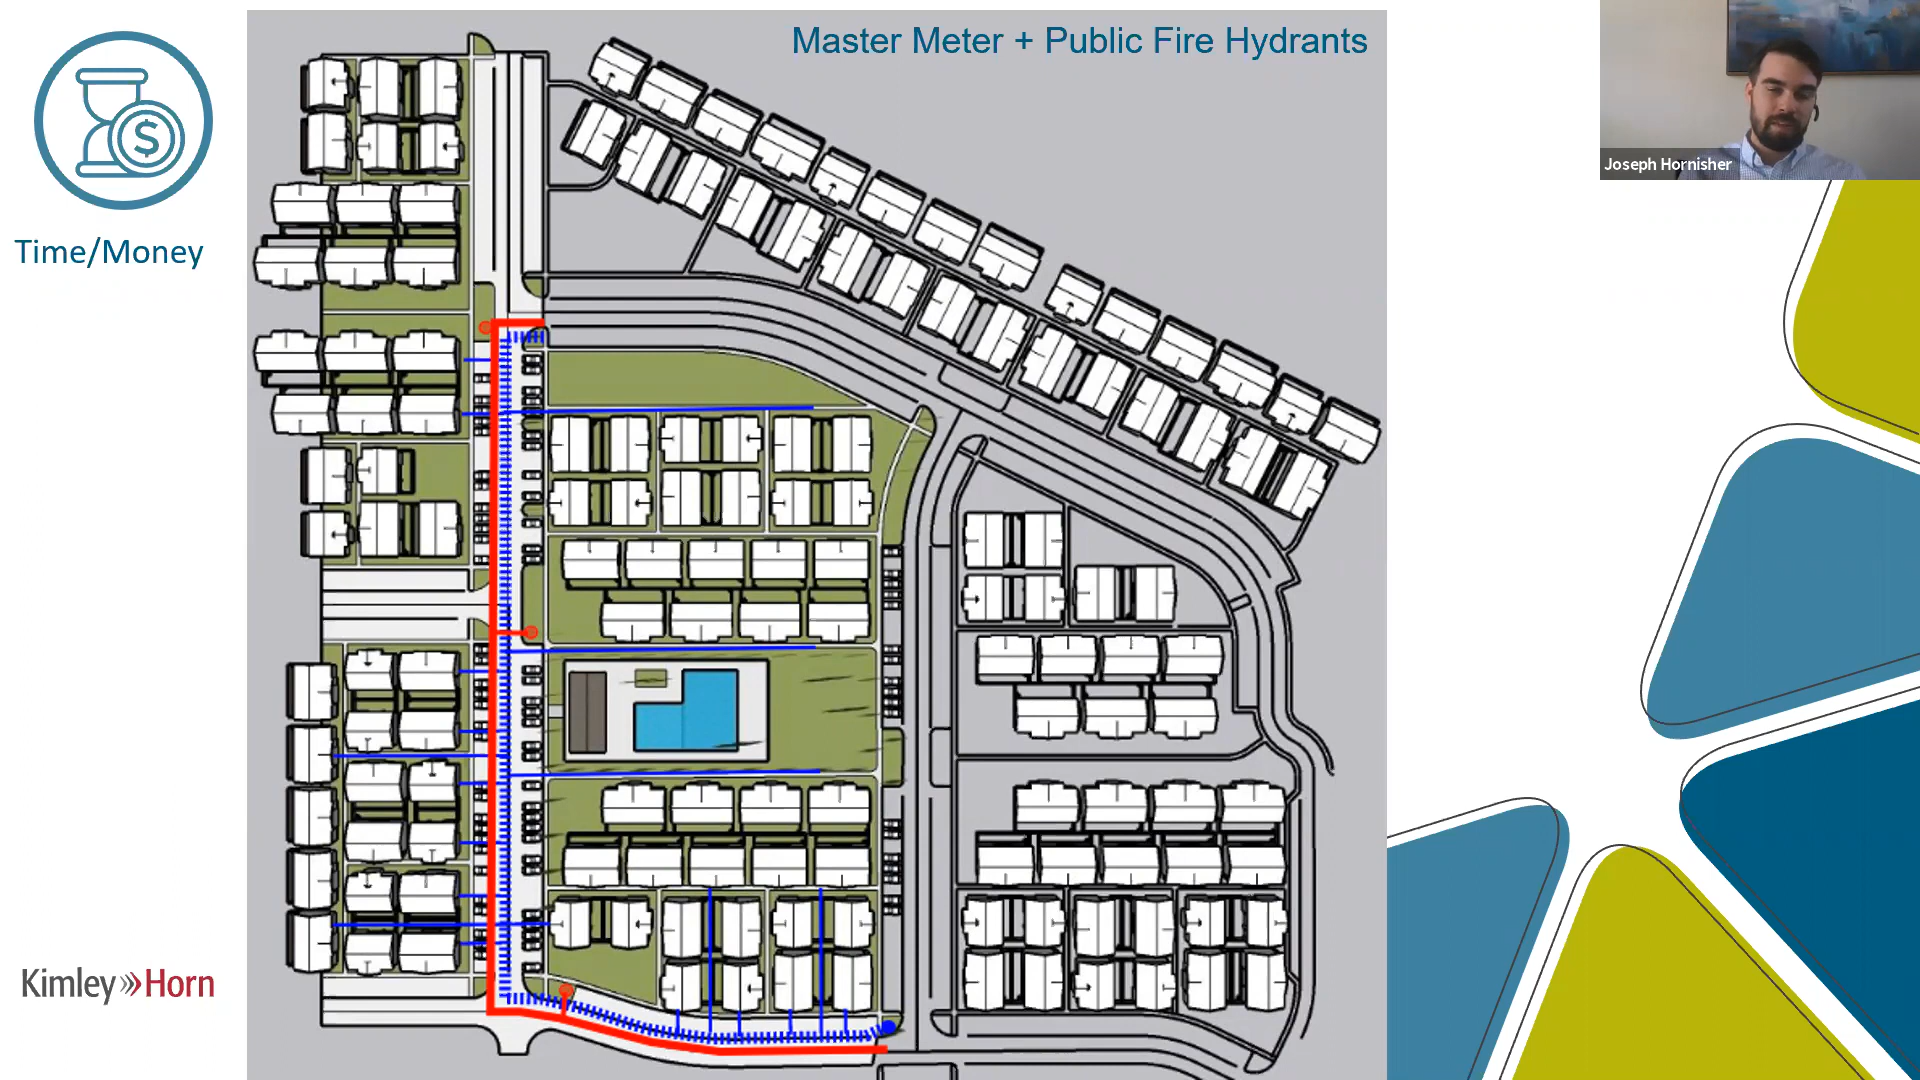 Master Meter + Public Fire Hydrants
$
Time/Money
Joseph Hornisher
Kimley»Horn